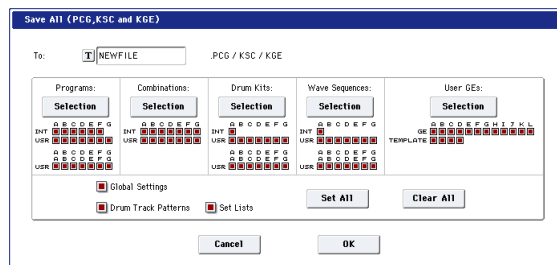 Save All (PCG,KSC and KGE)
To: T NEWFILE .PCG / KSC / KGE
Programs: Combinations: Drum Kits: Wave Sequences: User GEs:
Selection Selection Selection Selection Selection
A B C D E F G A B C D E F G A B C D E F G A B C D E F G A B C D E F G H I J K L
INT INT INT INT GE
USR USR USR USR TEMPLATE
A B C D E F G A B C D E F G A B C D E F G
A B C D E F G A B C D E F G A B C D E F G
USR USR USR
Global Settings
Set All Clear All
Drum Track Patterns Set Lists
Cancel OK